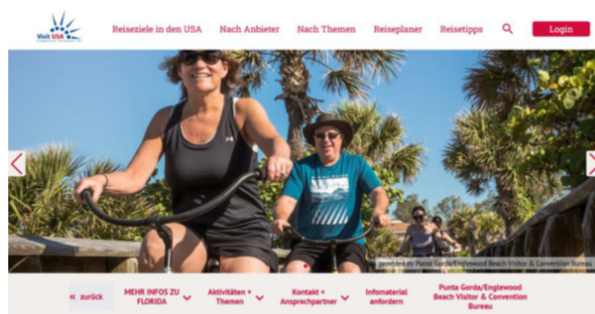 Visit USA
Reiseziele in den USA
Nach Anbieter
Nach Themen
Reiseplaner
Reisetipps
Login
provided by Punta Gorda/Englewood Beach Visitor & Convention Bureau
« zurück
MEHR INFOS ZU
FLORIDA
Aktivitäten +
Themen
Kontakt +
Ansprechpartner
Infomaterial
anfordern
Punta Gorda/Englewood
Beach Visitor & Convention
Bureau